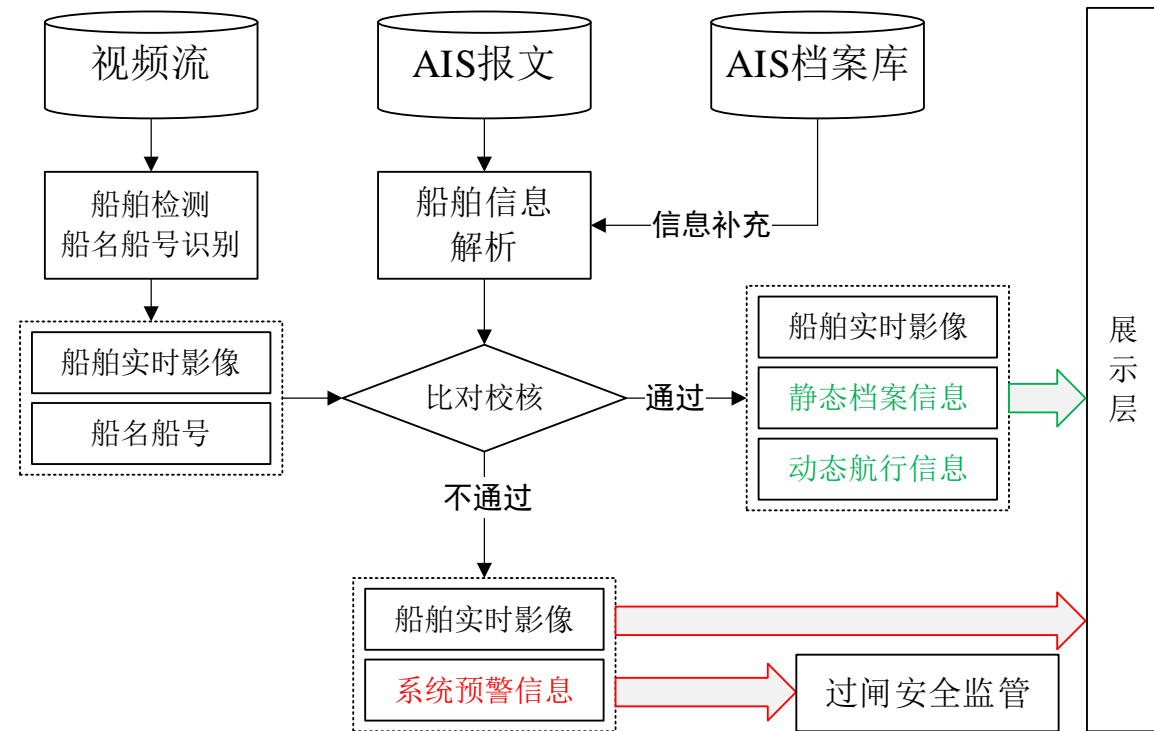 视频流
AIS报文
AIS档案库
船舶检测
船名船号识别
船舶信息
解析
信息补充
船舶实时影像
船名船号
比对校核
通过
船舶实时影像
静态档案信息
动态航行信息
展示层
不通过
船舶实时影像
系统预警信息
过闸安全监管